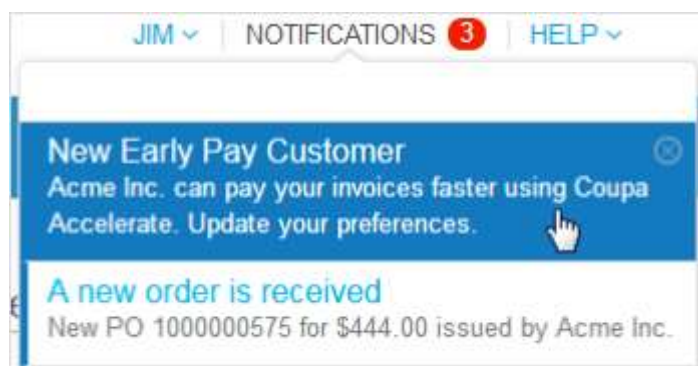 JIM NOTIFICATIONS 3 HELP
New Early Pay Customer
Acme Inc. can pay your invoices faster using Coupa
Accelerate. Update your preferences.
A new order is received
New PO 1000000575 for $444.00 issued by Acme Inc.